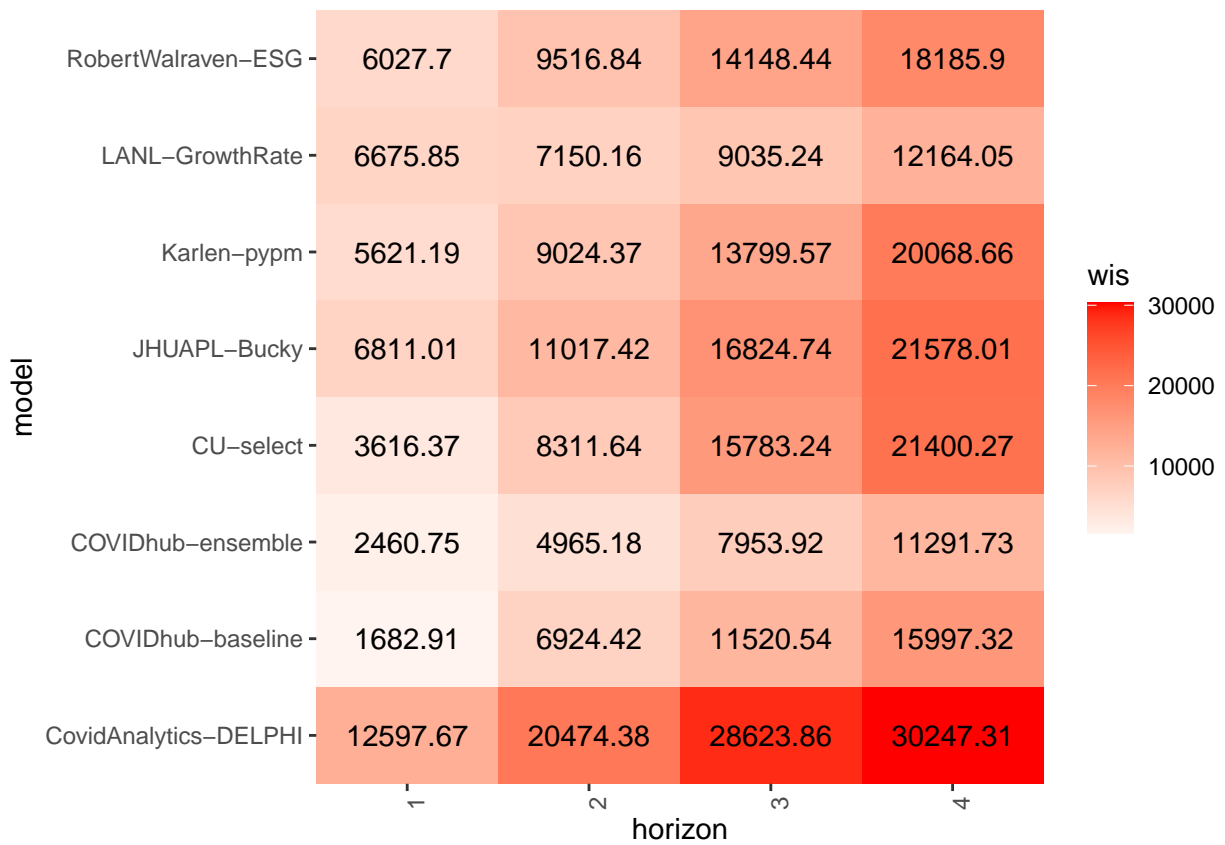 model
RobertWalraven−ESG 6027.7 9516.84 14148.44 18185.9
LANL−GrowthRate 6675.85 7150.16 9035.24 12164.05
Karlen−pypm 5621.19 9024.37 13799.57 20068.66
JHUAPL−Bucky 6811.01 11017.42 16824.74 21578.01
CU−select 3616.37 8311.64 15783.24 21400.27
COVIDhub−ensemble 2460.75 4965.18 7953.92 11291.73
COVIDhub−baseline 1682.91 6924.42 11520.54 15997.32
CovidAnalytics−DELPHI 12597.67 20474.38 28623.86 30247.31
1 2 3 4
horizon
wis
30000
20000
10000